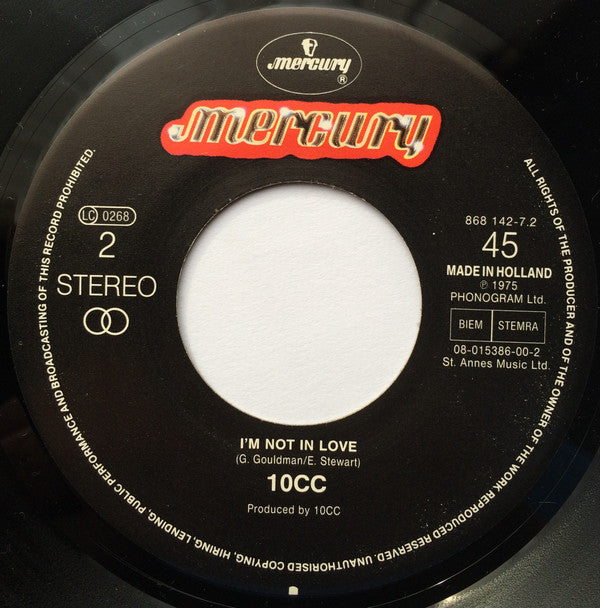 mercury
®
mercury
LC 0268
2
STEREO
868 142-7.2
45
MADE IN HOLLAND
℗ 1975
PHONOGRAM Ltd.
BIEM STEMRA
08-015386-00-2
St. Annes Music Ltd.
I'M NOT IN LOVE
(G. Gouldman/E. Stewart)
10CC
Produced by 10CC
ALL RIGHTS OF THE PRODUCER AND OF THE OWNER OF THE WORK REPRODUCED RESERVED. UNAUTHORISED COPYING, HIRING, LENDING, PUBLIC PERFORMANCE AND BROADCASTING OF THIS RECORD PROHIBITED.